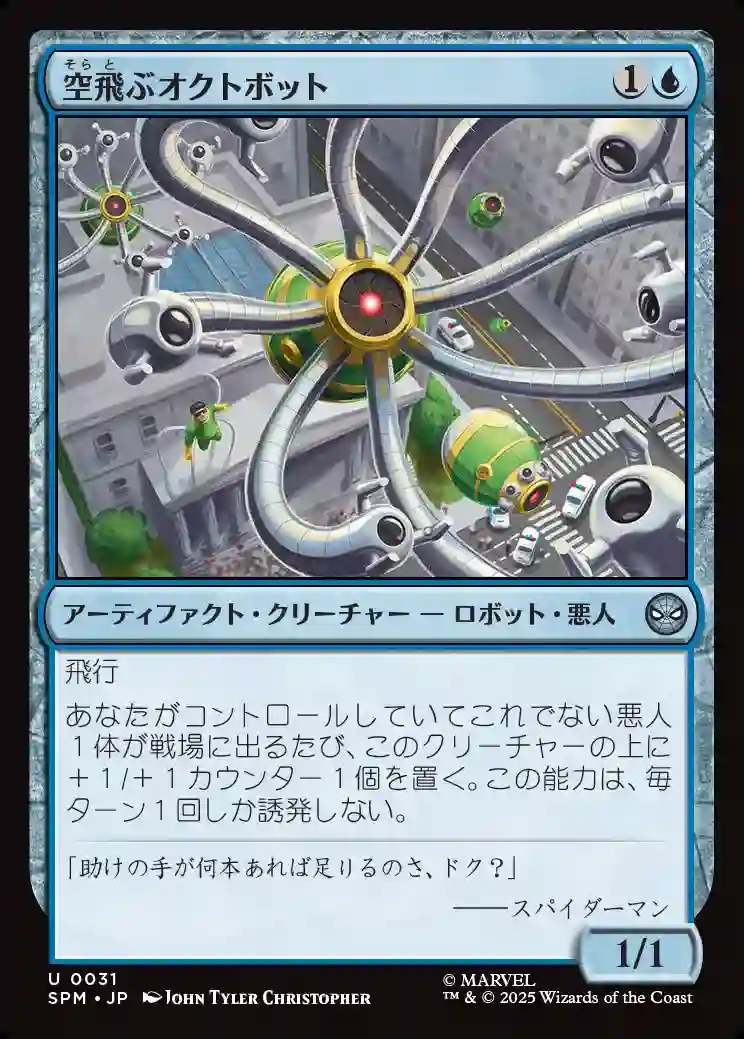 そらと
空飛ぶオクトボット
1
アーティファクト・クリーチャー — ロボット・悪人
飛行
あなたがコントロールしていてこれでない悪人
１体が戦場に出るたび、このクリーチャーの上に
＋１/＋１カウンター１個を置く。この能力は、毎
ターン１回しか誘発しない。
「助けの手が何本あれば足りるのさ、ドク？」
――スパイダーマン
1/1
U 0031
SPM • JP John Tyler Christopher
© MARVEL
™ & © 2025 Wizards of the Coast